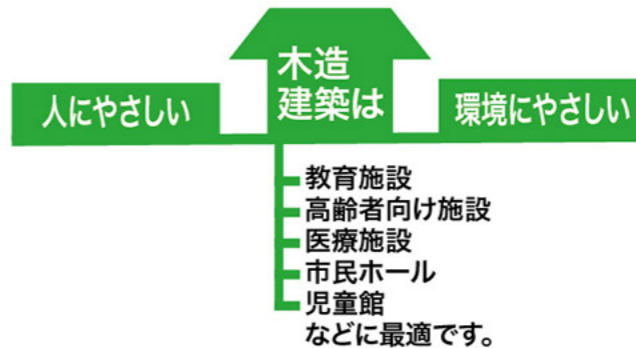 木造
建築は
人にやさしい
環境にやさしい
教育施設
高齢者向け施設
医療施設
市民ホール
児童館
などに最適です。